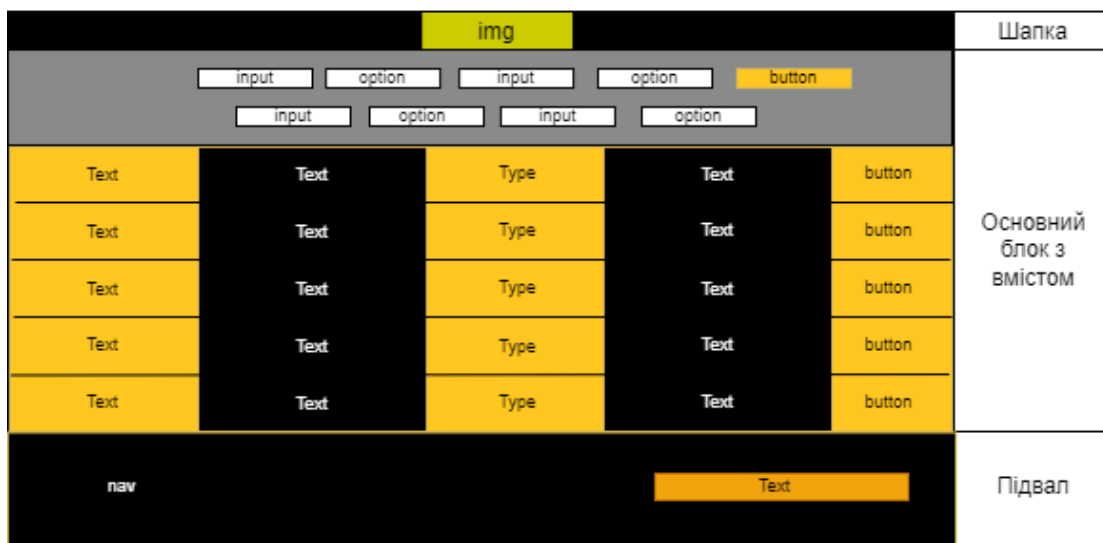 img Шапка
input option input option button
input option input option
Text Text Type Text button
Text Text Type Text button
Text Text Type Text button
Text Text Type Text button
Text Text Type Text button
Основний
блок з
вмістом
nav Text Підвал